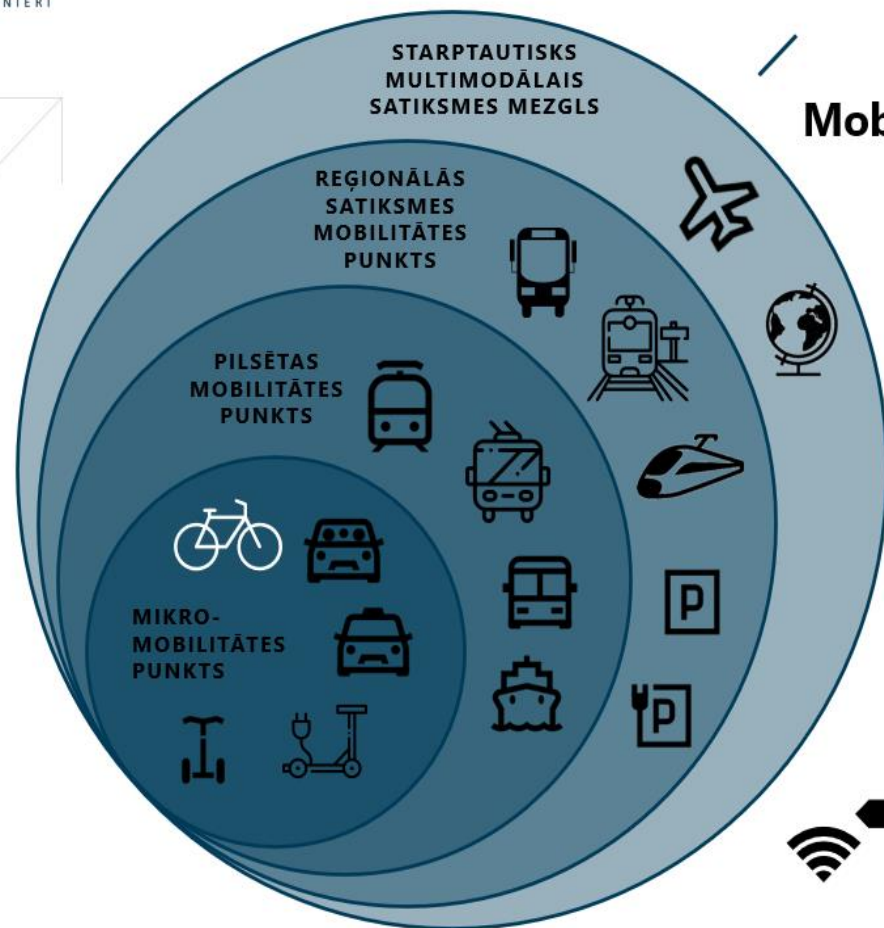 STARPTAUTISKS
MULTIMODĀLAIS
SATIKSMES MEZGLS
Mob
REĢIONĀLĀS
SATIKSMES
MOBILITĀTES
PUNKTS
PILSĒTAS
MOBILITĀTES
PUNKTS
MIKRO-
MOBILITĀTES
PUNKTS
P
P